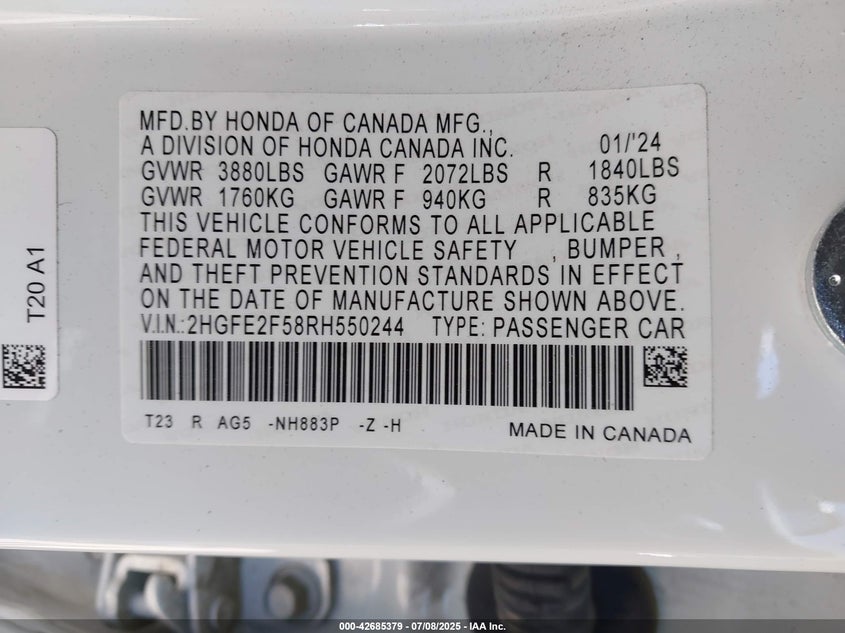 MFD.BY HONDA OF CANADA MFG.,
A DIVISION OF HONDA CANADA INC. 01/'24
GVWR 3880LBS GAWR F 2072LBS R 1840LBS
GVWR 1760KG GAWR F 940KG R 835KG
THIS VEHICLE CONFORMS TO ALL APPLICABLE
FEDERAL MOTOR VEHICLE SAFETY , BUMPER ,
AND THEFT PREVENTION STANDARDS IN EFFECT
ON THE DATE OF MANUFACTURE SHOWN ABOVE.
V.I.N.:2HGFE2F58RH550244 TYPE: PASSENGER CAR
T23 R AG5 -NH883P -Z -H
MADE IN CANADA
T20 A1
000-42685379 - 07/08/2025 - IAA Inc.